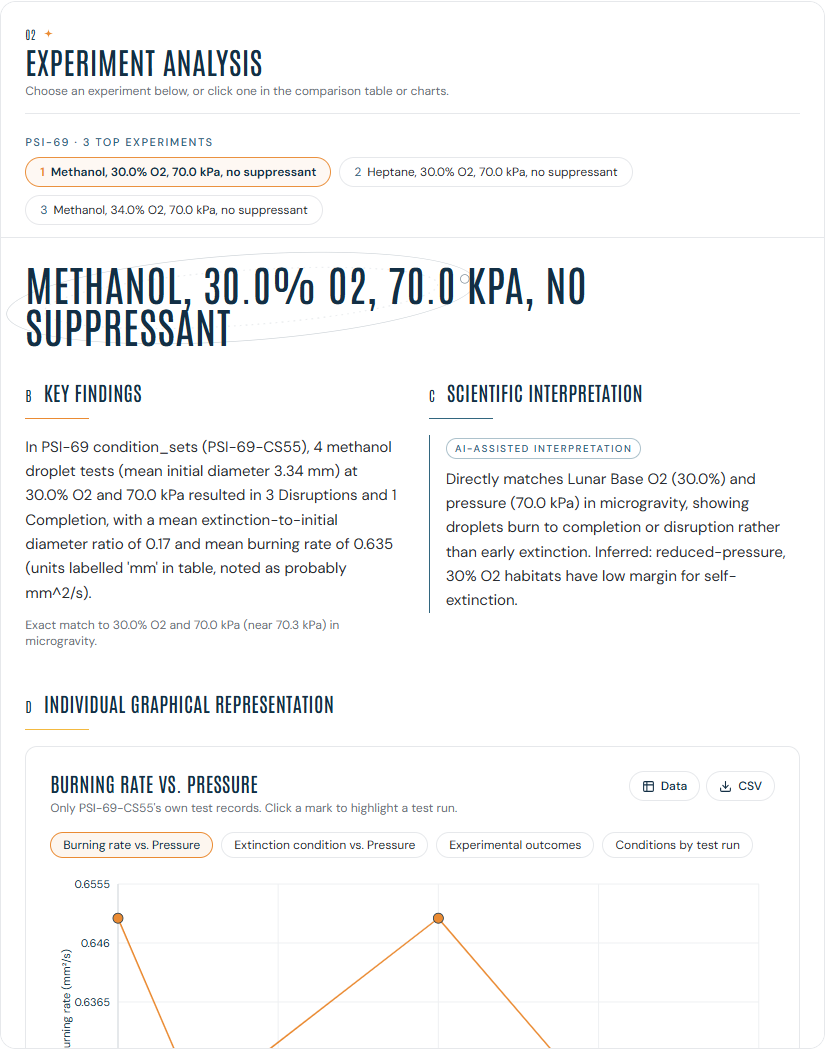 02
EXPERIMENT ANALYSIS
Choose an experiment below, or click one in the comparison table or charts.
PSI-69 · 3 TOP EXPERIMENTS
1 Methanol, 30.0% O2, 70.0 kPa, no suppressant
2 Heptane, 30.0% O2, 70.0 kPa, no suppressant
3 Methanol, 34.0% O2, 70.0 kPa, no suppressant
METHANOL, 30.0% O2, 70.0 KPA, NO
SUPPRESSANT
B KEY FINDINGS
In PSI-69 condition_sets (PSI-69-CS55), 4 methanol
droplet tests (mean initial diameter 3.34 mm) at
30.0% O2 and 70.0 kPa resulted in 3 Disruptions and 1
Completion, with a mean extinction-to-initial
diameter ratio of 0.17 and mean burning rate of 0.635
(units labelled 'mm' in table, noted as probably
mm^2/s).
Exact match to 30.0% O2 and 70.0 kPa (near 70.3 kPa) in
microgravity.
C SCIENTIFIC INTERPRETATION
AI-ASSISTED INTERPRETATION
Directly matches Lunar Base O2 (30.0%) and
pressure (70.0 kPa) in microgravity, showing
droplets burn to completion or disruption rather
than early extinction. Inferred: reduced-pressure,
30% O2 habitats have low margin for self-
extinction.
D INDIVIDUAL GRAPHICAL REPRESENTATION
BURNING RATE VS. PRESSURE
Only PSI-69-CS55's own test records. Click a mark to highlight a test run.
Data
CSV
Burning rate vs. Pressure
Extinction condition vs. Pressure
Experimental outcomes
Conditions by test run
0.6555
0.646
0.6365
urning rate (mm²/s)